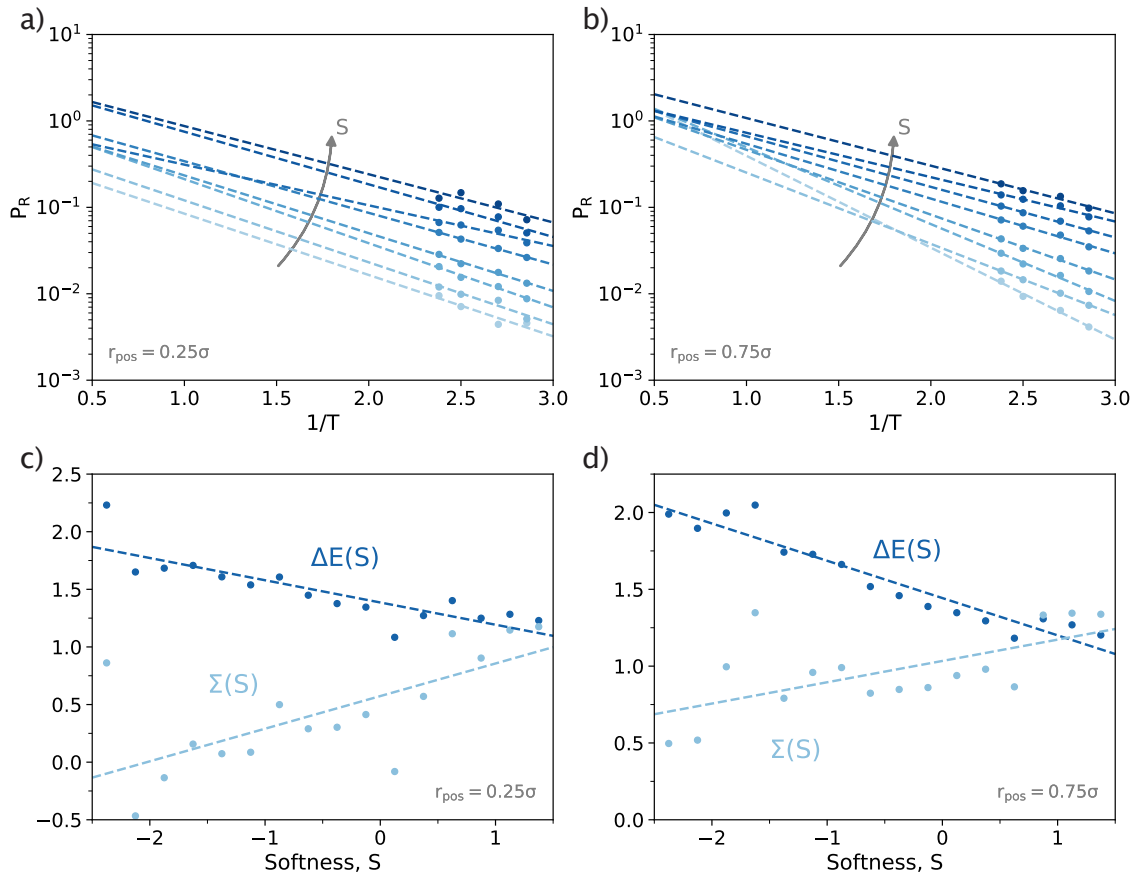 a)
10¹
10⁰
10⁻¹
10⁻²
10⁻³
P_R
S
r_pos = 0.25σ
0.5 1.0 1.5 2.0 2.5 3.0
1/T
b)
10¹
10⁰
10⁻¹
10⁻²
10⁻³
P_R
S
r_pos = 0.75σ
0.5 1.0 1.5 2.0 2.5 3.0
1/T
c)
2.5
2.0
1.5
1.0
0.5
0.0
−0.5
ΔE(S)
Σ(S)
r_pos = 0.25σ
−2 −1 0 1
Softness, S
d)
2.0
1.5
1.0
0.5
0.0
ΔE(S)
Σ(S)
r_pos = 0.75σ
−2 −1 0 1
Softness, S